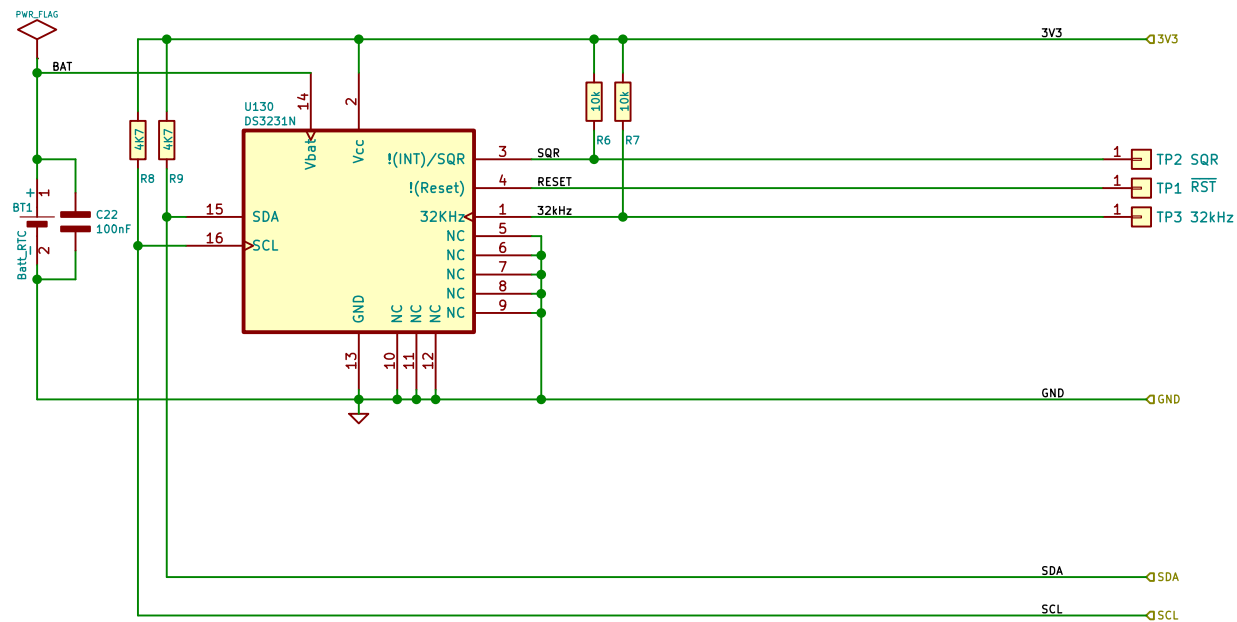 PWR_FLAG
3V3
3V3
BAT
14
2
10k
10k
U130
DS3231N
4K7
4K7
Vbat
Vcc
R6
R7
!(INT)/SQR
3
SQR
1
TP2 SQR
R8
R9
!(Reset)
4
RESET
1
TP1 RST
+
1
BT1
C22
100nF
15
SDA
32KHz
1
32kHz
1
TP3 32kHz
Batt_RTC
2
16
SCL
NC
5
NC
6
NC
7
NC
8
NC
9
GND
NC
NC
NC
13
10
11
12
GND
GND
SDA
SDA
SCL
SCL